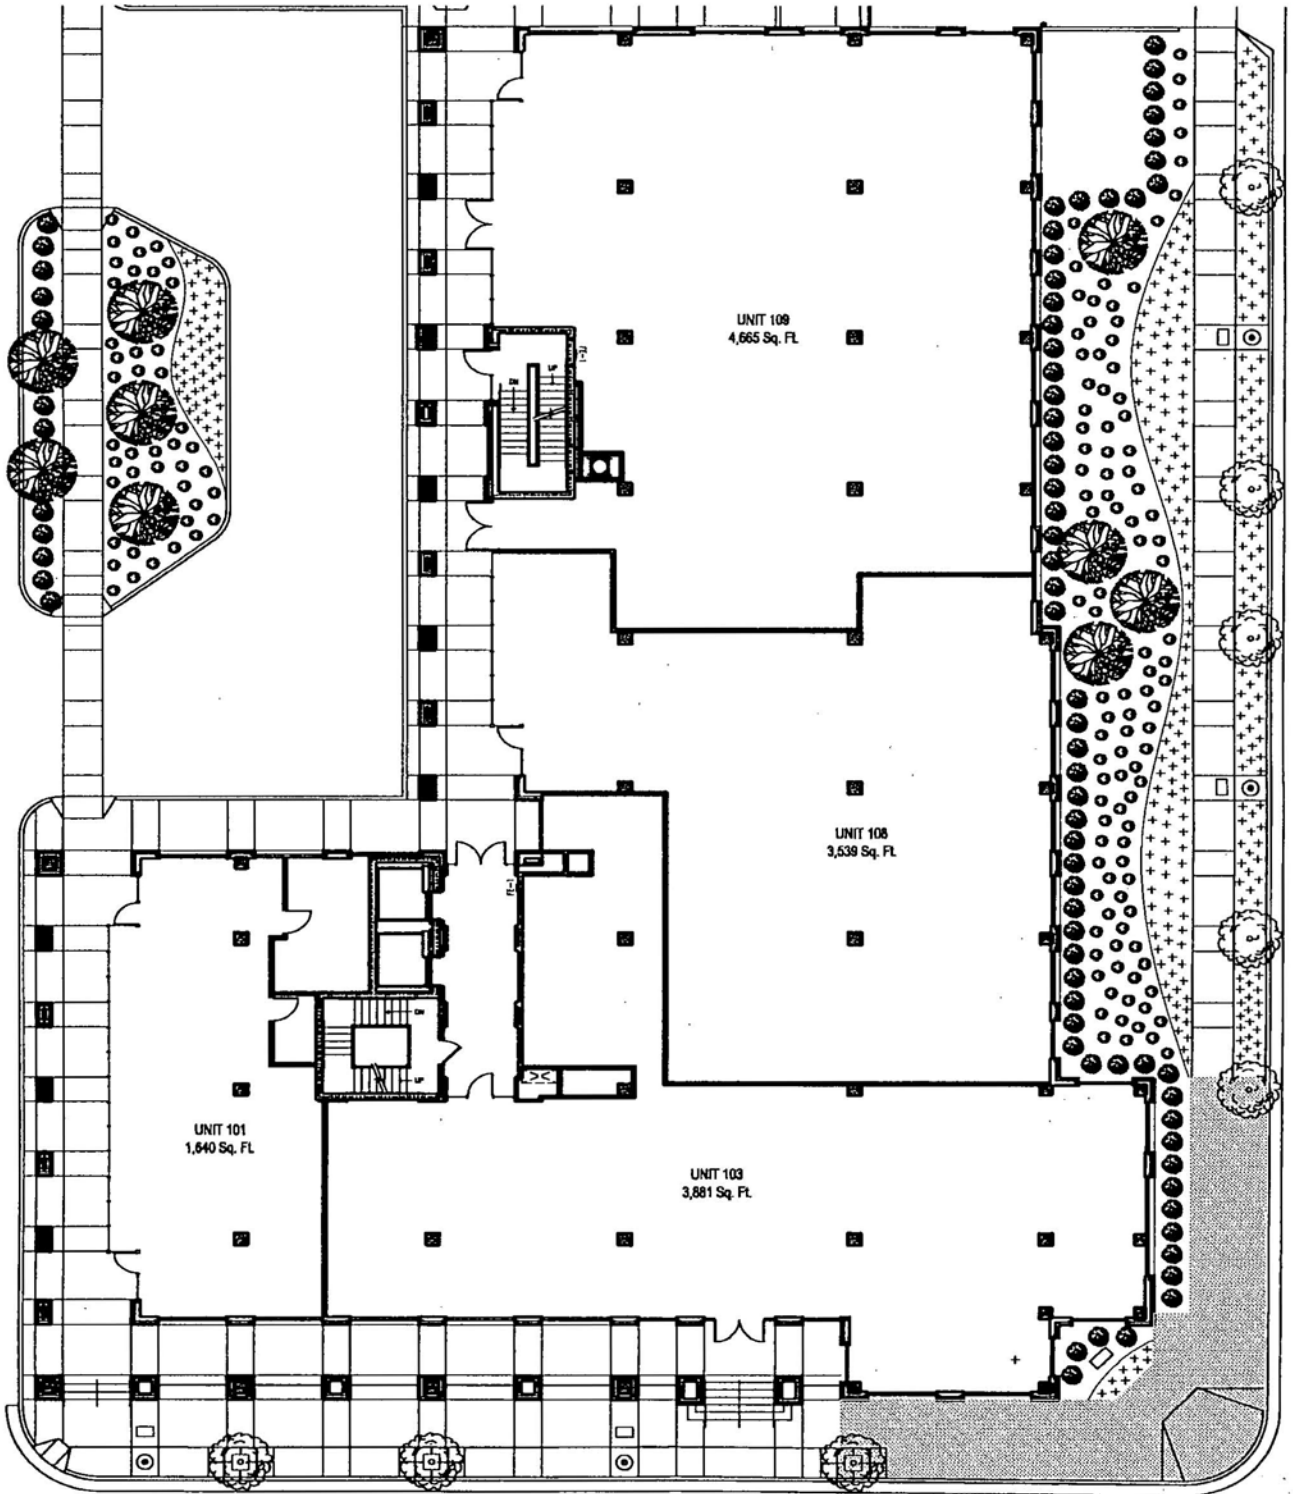 UNIT 109
4,665 Sq. Ft.
DN
UP
UNIT 108
3,539 Sq. Ft.
DN
UP
UNIT 101
1,640 Sq. Ft.
UNIT 103
3,881 Sq. Ft.